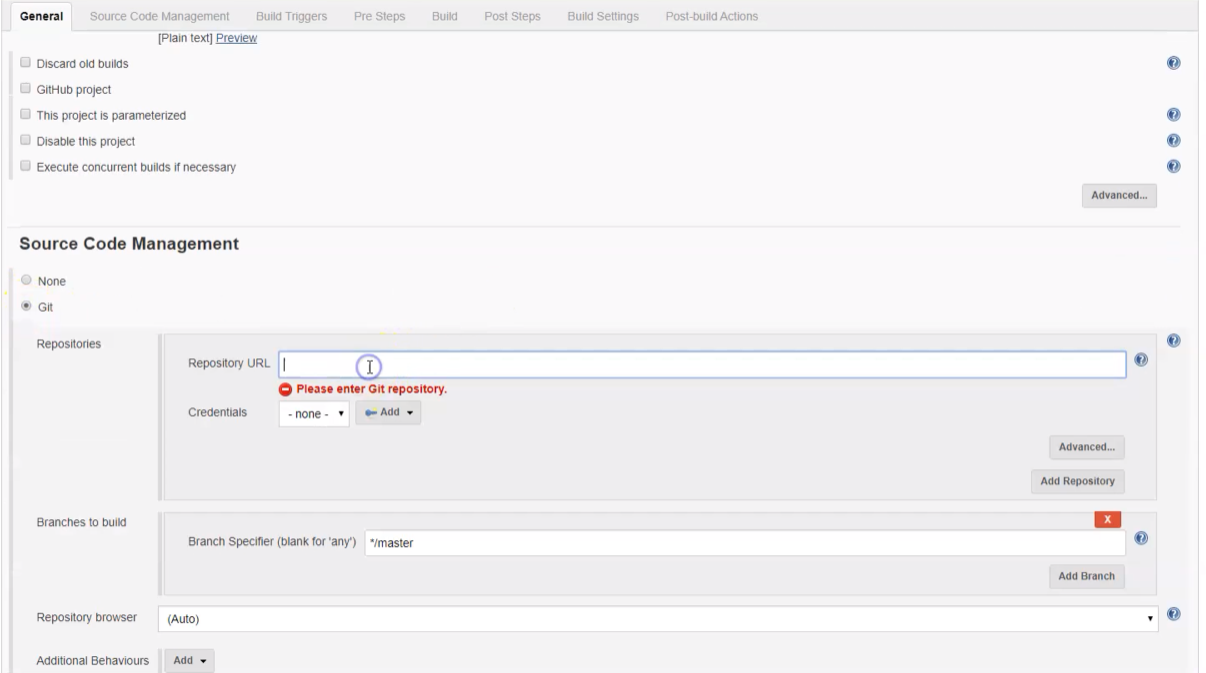 General Source Code Management Build Triggers Pre Steps Build Post Steps Build Settings Post-build Actions
[Plain text] Preview
Discard old builds
GitHub project
This project is parameterized
Disable this project
Execute concurrent builds if necessary
Advanced...
Source Code Management
None
Git
Repositories
Repository URL
Please enter Git repository.
Credentials - none - Add
Advanced...
Add Repository
Branches to build
X
Branch Specifier (blank for 'any') */master
Add Branch
Repository browser (Auto)
Additional Behaviours Add